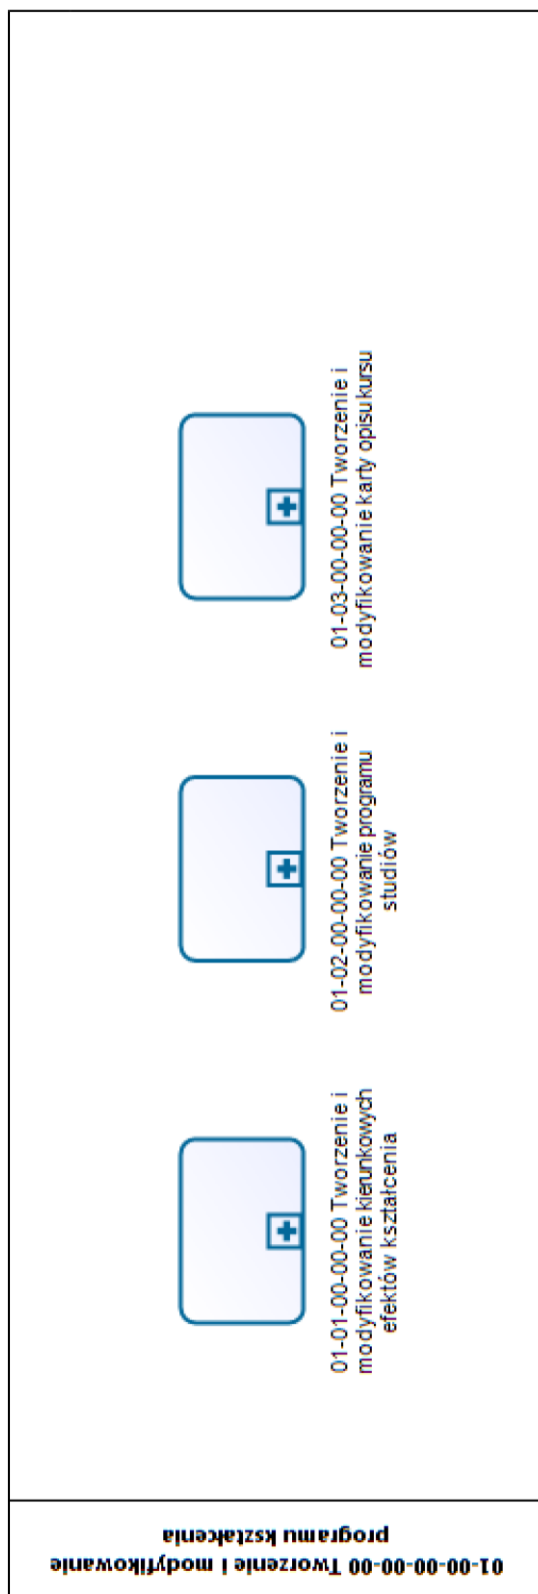 01-00-00-00-00 Tworzenie i modyfikowanie
programu kształcenia
01-01-00-00-00 Tworzenie i
modyfikowanie kierunkowych
efektów kształcenia
01-02-00-00-00 Tworzenie i
modyfikowanie programu
studiów
01-03-00-00-00 Tworzenie i
modyfikowanie karty opisu kursu